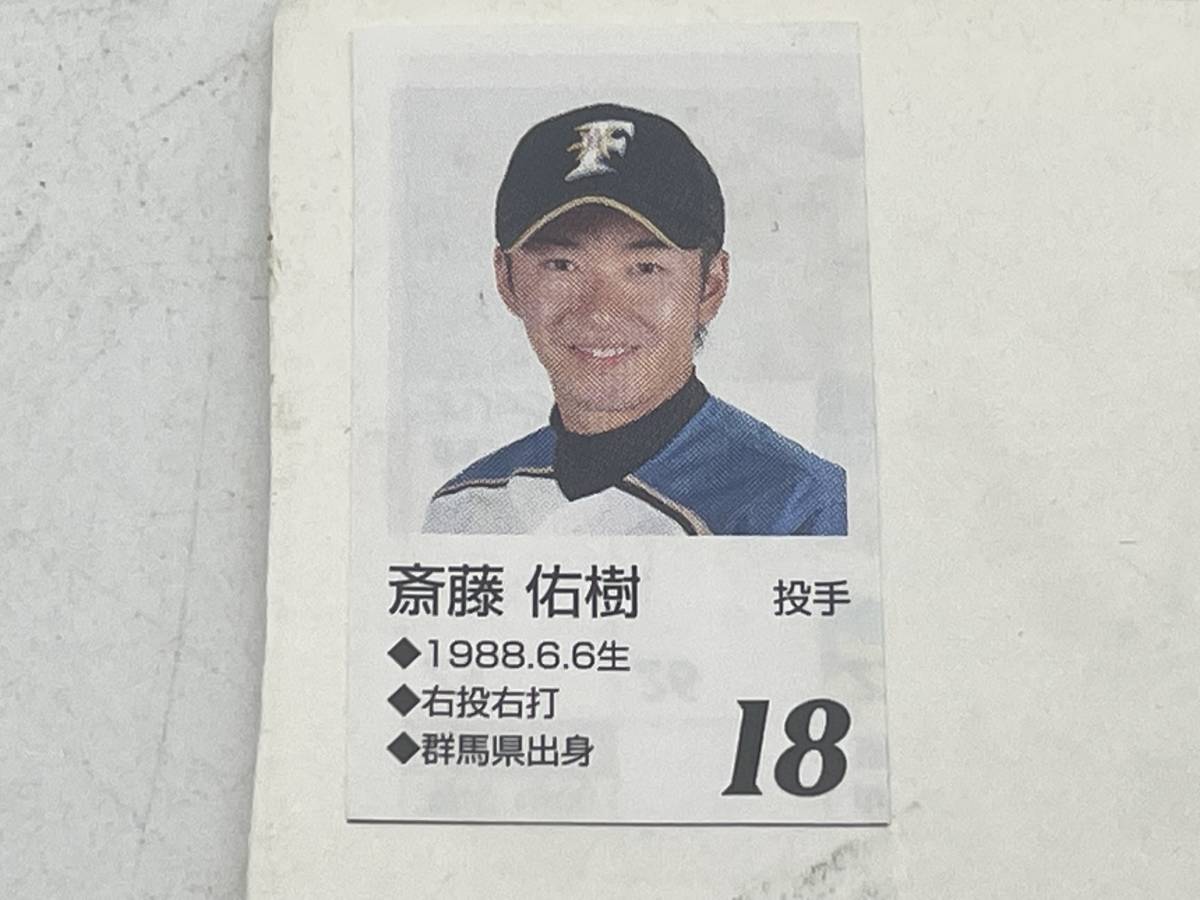 F
斎藤 佑樹 投手
◆1988.6.6生
◆右投右打
◆群馬県出身
18